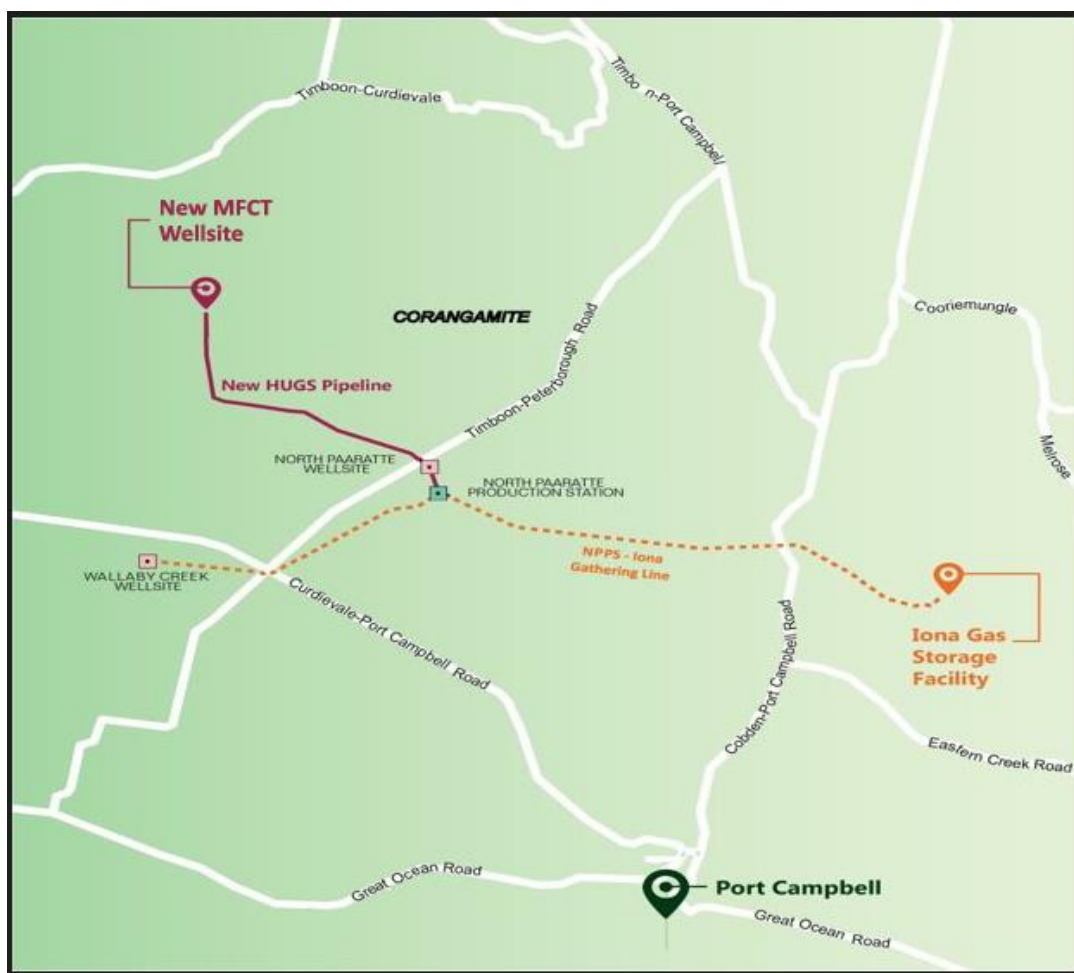 Timboon-Curdievale
Timbo n-Port Campbell
New MFCT
Wellsite
CORANGAMITE
Cooriemungle
New HUGS Pipeline
Timboon-Peterborough Road
Melrose
NORTH PAARATTE
WELLSITE
NORTH PAARATTE
PRODUCTION STATION
NPPS - Iona
Gathering Line
WALLABY CREEK
WELLSITE
Curdievale-Port Campbell Road
Iona Gas
Storage
Facility
Cobden-Port Campbell Road
Eastern Creek Road
Great Ocean Road
Port Campbell
Great Ocean Road